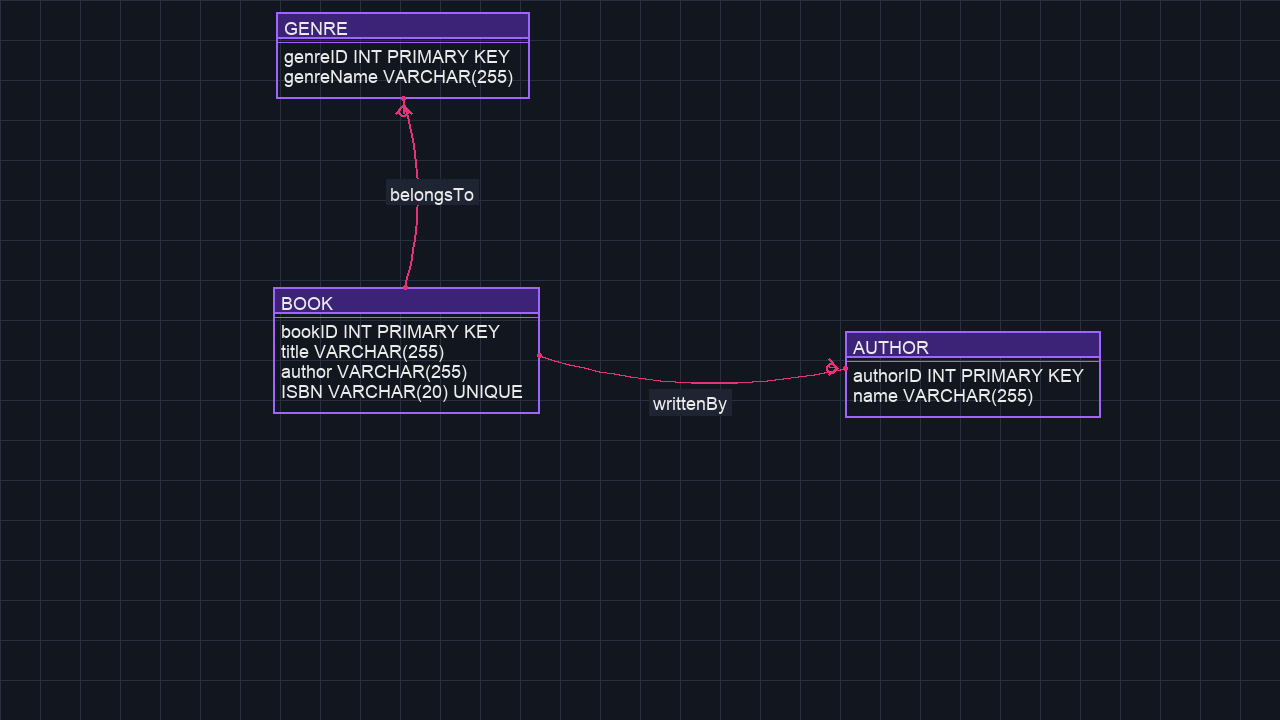 GENRE
genreID INT PRIMARY KEY
genreName VARCHAR(255)
belongsTo
BOOK
bookID INT PRIMARY KEY
title VARCHAR(255)
author VARCHAR(255)
ISBN VARCHAR(20) UNIQUE
writtenBy
AUTHOR
authorID INT PRIMARY KEY
name VARCHAR(255)